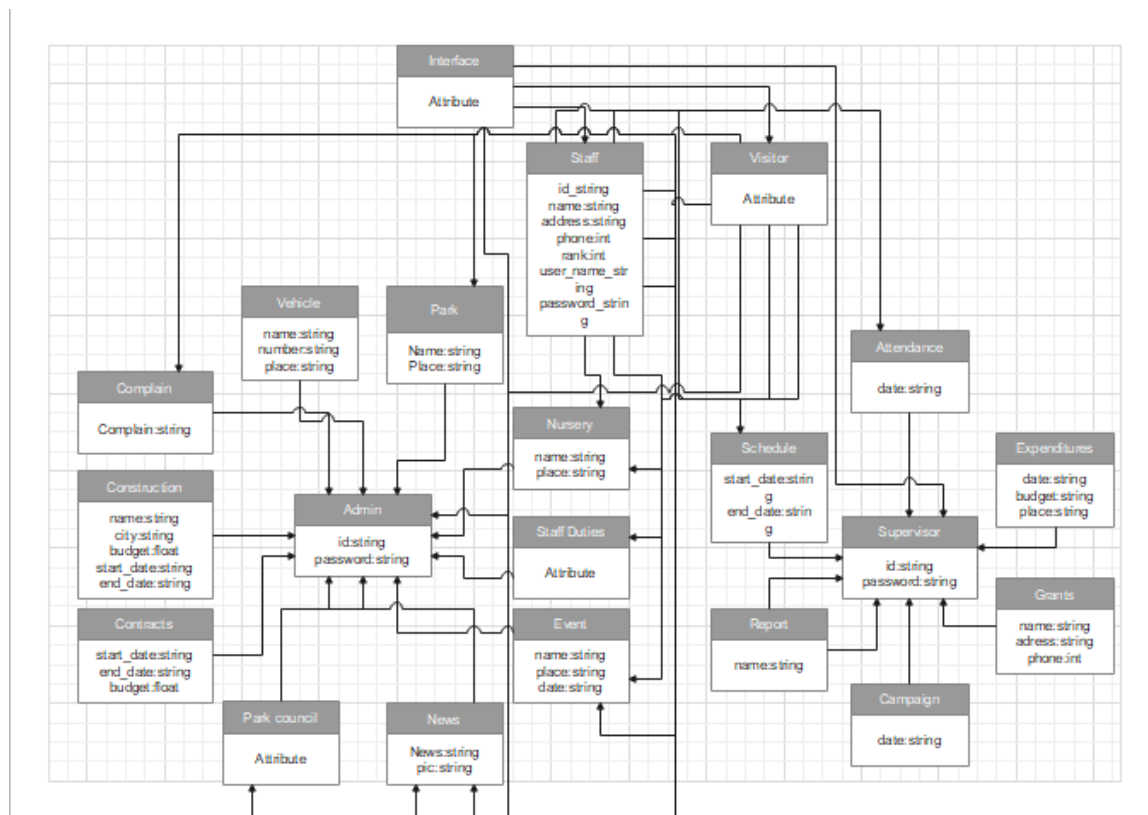 Interface
Attribute
Staff
id_string
name:string
address:string
phone:int
rank:int
user_name_str
ing
password_strin
g
Visitor
Attribute
Vehicle
name:string
number:string
place:string
Park
Name:string
Place:string
Attendance
date:string
Complain
Complain:string
Nursery
name:string
place:string
Schedule
start_date:strin
g
end_date:strin
g
Expenditures
date:string
budget:string
place:string
Construction
name:string
city:string
budget:float
start_date:string
end_date:string
Admin
id:string
password:string
Staff Duties
Attribute
Supervisor
id:string
password:string
Grants
name:string
adress:string
phone:int
Contracts
start_date:string
end_date:string
budget:float
Event
name:string
place:string
date:string
Report
name:string
Campaign
date:string
Park council
Attribute
News
News:string
pic:string